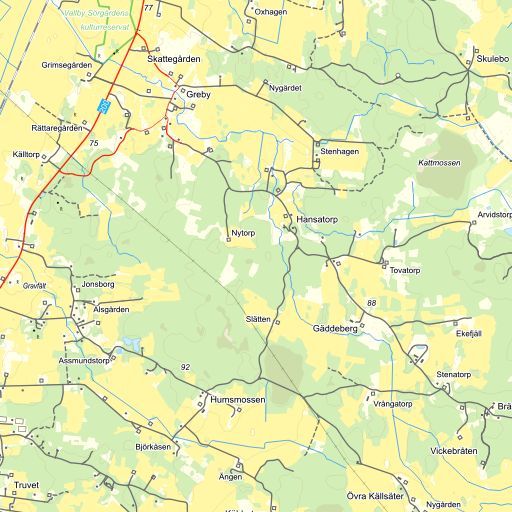 77
Oxhagen
Vallby Sörgårdens
kulturreservat
Skattegården
Skulebo
Grimsegården
Greby
Nygärdet
202
Rättaregården
75
Stenhagen
Källtorp
Kattmossen
Hansatorp
Arvidstorp
Nytorp
Tovatorp
Gravfält
Jonsborg
Alsgården
88
Slätten
Gäddeberg
Ekefjäll
Assmundstorp
92
Stenatorp
Humsmossen
Vrångatorp
Brä
Björkåsen
Vickebråten
Ängen
Truvet
Övra Källsäter
Nygården